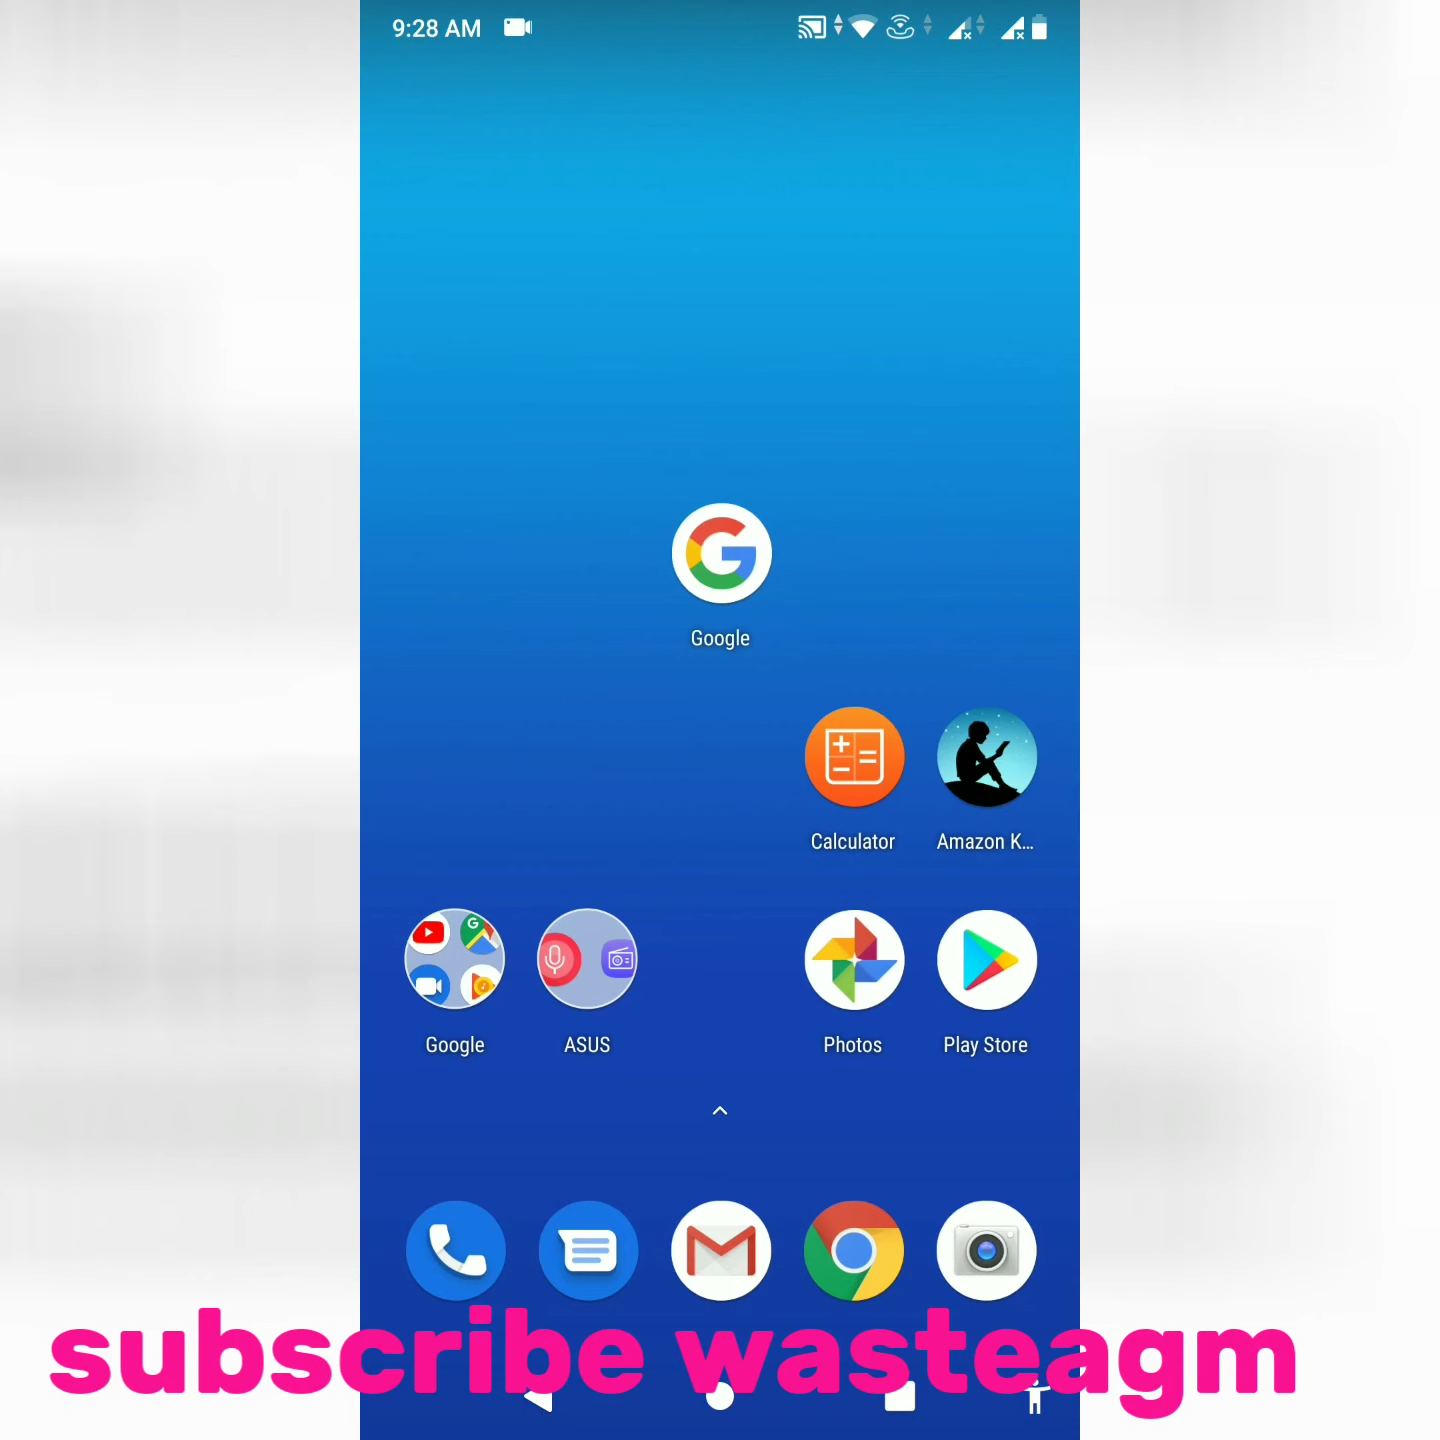 9:28 AM
Google
Calculator
Amazon K...
Google
ASUS
Photos
Play Store
subscribe wasteagm